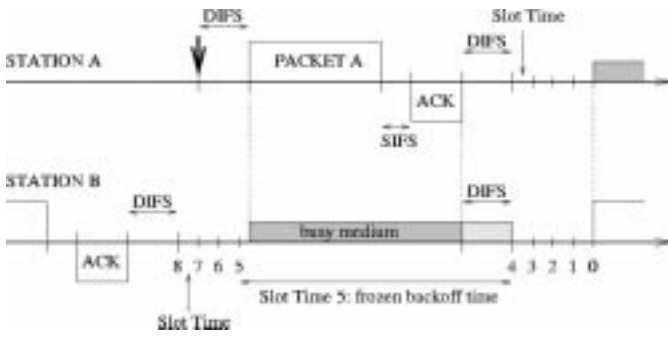 DIFS
Slot Time
STATION A
PACKET A
DIFS
ACK
SIFS
STATION B
DIFS
DIFS
busy medium
ACK
8 7 6 5 4 3 2 1 0
Slot Time 5: frozen backoff time
Slot Time